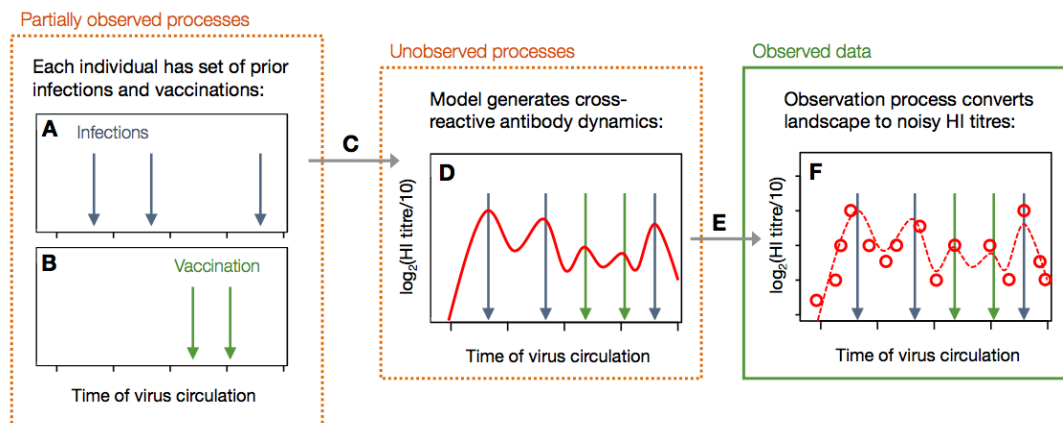 Partially observed processes
Each individual has set of prior
infections and vaccinations:
A
Infections
B
Vaccination
Time of virus circulation
C
Unobserved processes
Model generates cross-
reactive antibody dynamics:
D
log₂(HI titre/10)
Time of virus circulation
E
Observed data
Observation process converts
landscape to noisy HI titres:
F
log₂(HI titre/10)
Time of virus circulation